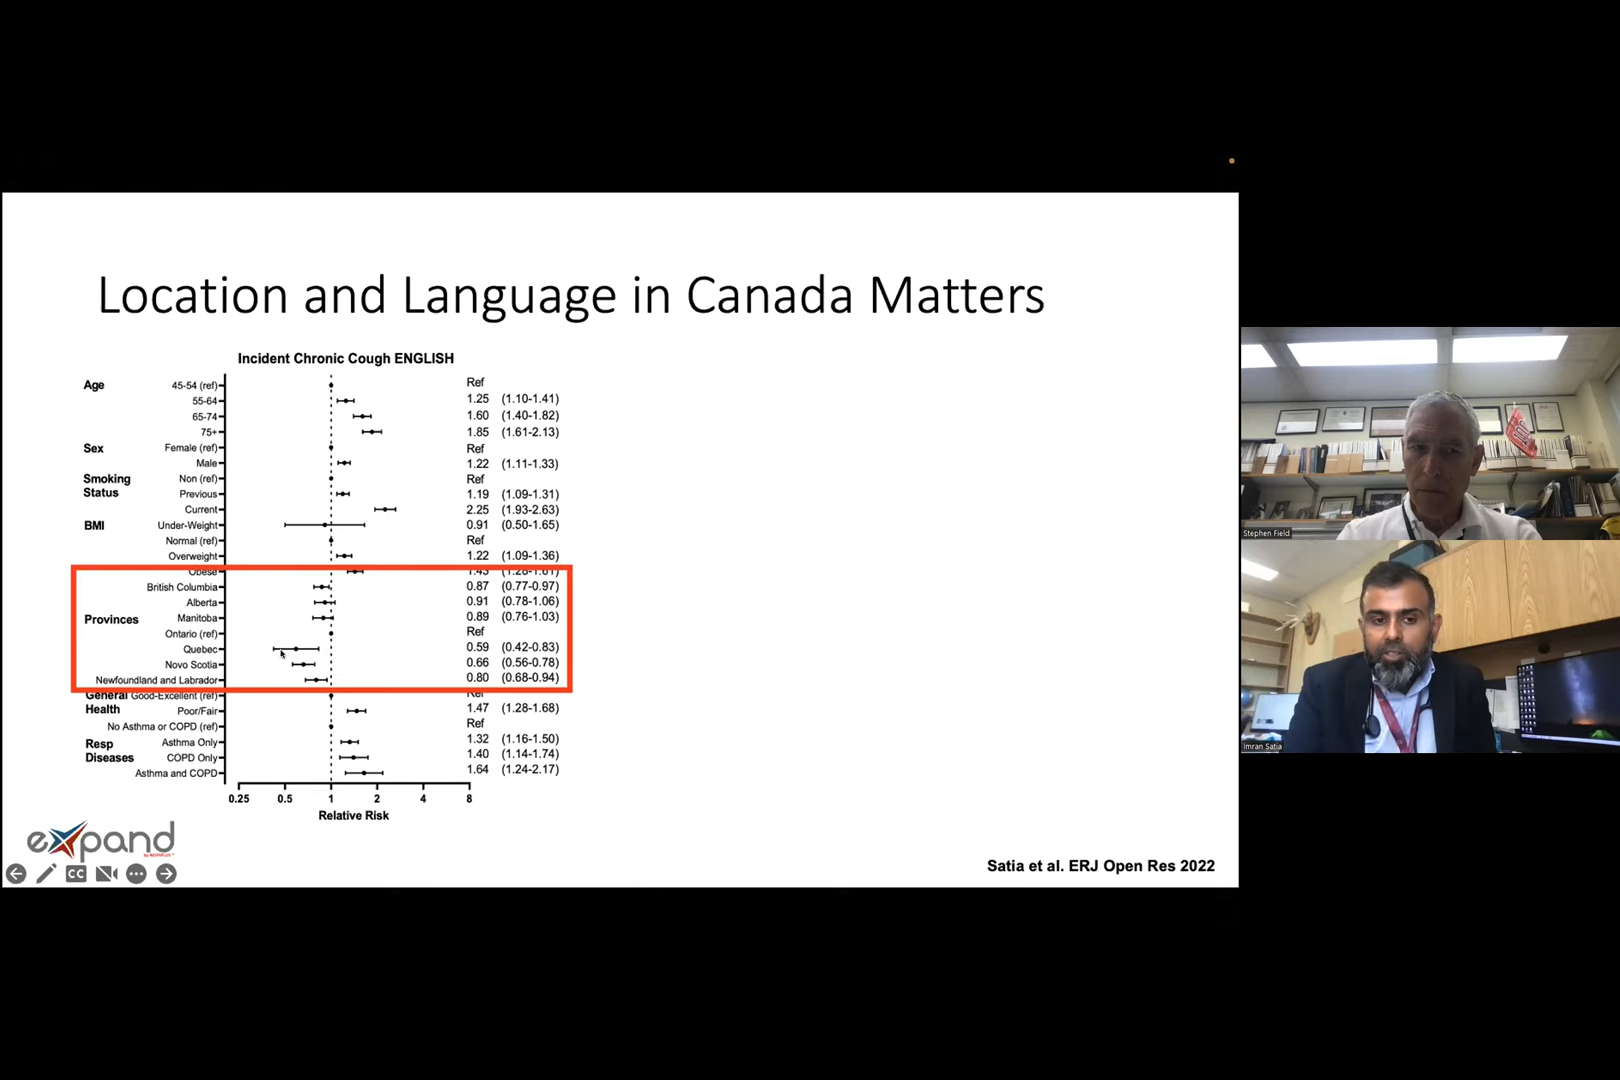 Location and Language in Canada Matters
Incident Chronic Cough ENGLISH
Age
45-54 (ref) Ref
55-64 1.25 (1.10-1.41)
65-74 1.60 (1.40-1.82)
75+ 1.85 (1.61-2.13)
Sex
Female (ref) Ref
Male 1.22 (1.11-1.33)
Smoking Status
Non (ref) Ref
Previous 1.19 (1.09-1.31)
Current 2.25 (1.93-2.63)
BMI
Under-Weight 0.91 (0.50-1.65)
Normal (ref) Ref
Overweight 1.22 (1.09-1.36)
Obese 1.43 (1.28-1.61)
Provinces
British Columbia 0.87 (0.77-0.97)
Alberta 0.91 (0.78-1.06)
Manitoba 0.89 (0.76-1.03)
Ontario (ref) Ref
Quebec 0.59 (0.42-0.83)
Novo Scotia 0.66 (0.56-0.78)
Newfoundland and Labrador 0.80 (0.68-0.94)
General Health
Good-Excellent (ref) Ref
Poor/Fair 1.47 (1.28-1.68)
Resp Diseases
No Asthma or COPD (ref) Ref
Asthma Only 1.32 (1.16-1.50)
COPD Only 1.40 (1.14-1.74)
Asthma and COPD 1.64 (1.24-2.17)
0.25 0.5 1 2 4 8
Relative Risk
expand
CC
Satia et al. ERJ Open Res 2022
Stephen Field
Imran Satia